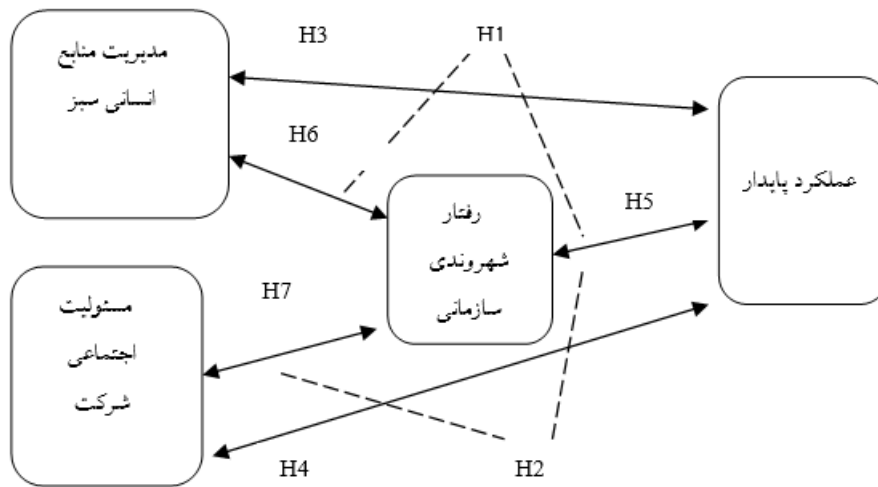 H3
H1
مدیریت منابع
انسانی سبز
H6
عملکرد پایدار
رفتار
شهروندی
سازمانی
H5
H7
مسئولیت
اجتماعی
شرکت
H4
H2